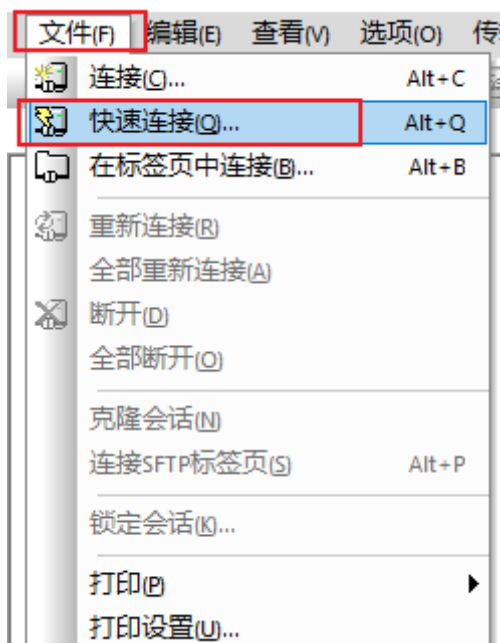 文件(F) 编辑(E) 查看(V) 选项(O) 传
连接(C)... Alt+C
快速连接(Q)... Alt+Q
在标签页中连接(B)... Alt+B
重新连接(R)
全部重新连接(A)
断开(D)
全部断开(O)
克隆会话(N)
连接SFTP标签页(S) Alt+P
锁定会话(K)...
打印(P)
打印设置(U)...